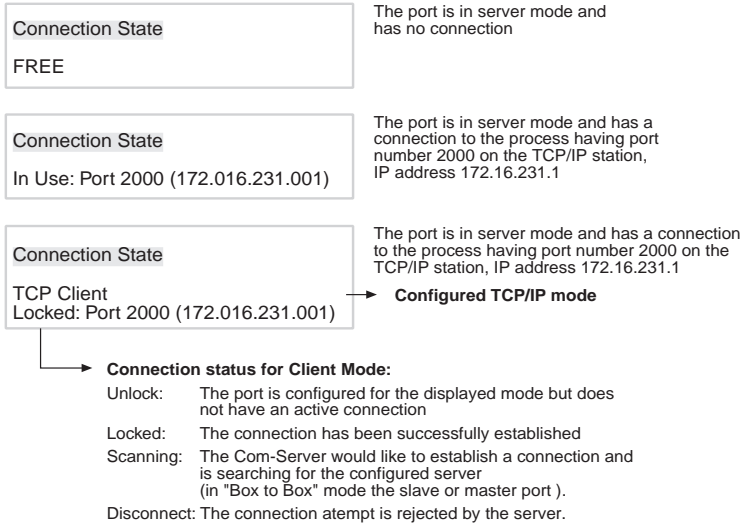 Connection State
FREE
The port is in server mode and
has no connection
Connection State
In Use: Port 2000 (172.016.231.001)
The port is in server mode and has a
connection to the process having port
number 2000 on the TCP/IP station,
IP address 172.16.231.1
Connection State
TCP Client
Locked: Port 2000 (172.016.231.001)
The port is in server mode and has a connection
to the process having port number 2000 on the
TCP/IP station, IP address 172.16.231.1
Configured TCP/IP mode
Connection status for Client Mode:
Unlock: The port is configured for the displayed mode but does
not have an active connection
Locked: The connection has been successfully established
Scanning: The Com-Server would like to establish a connection and
is searching for the configured server
(in "Box to Box" mode the slave or master port ).
Disconnect: The connection atempt is rejected by the server.